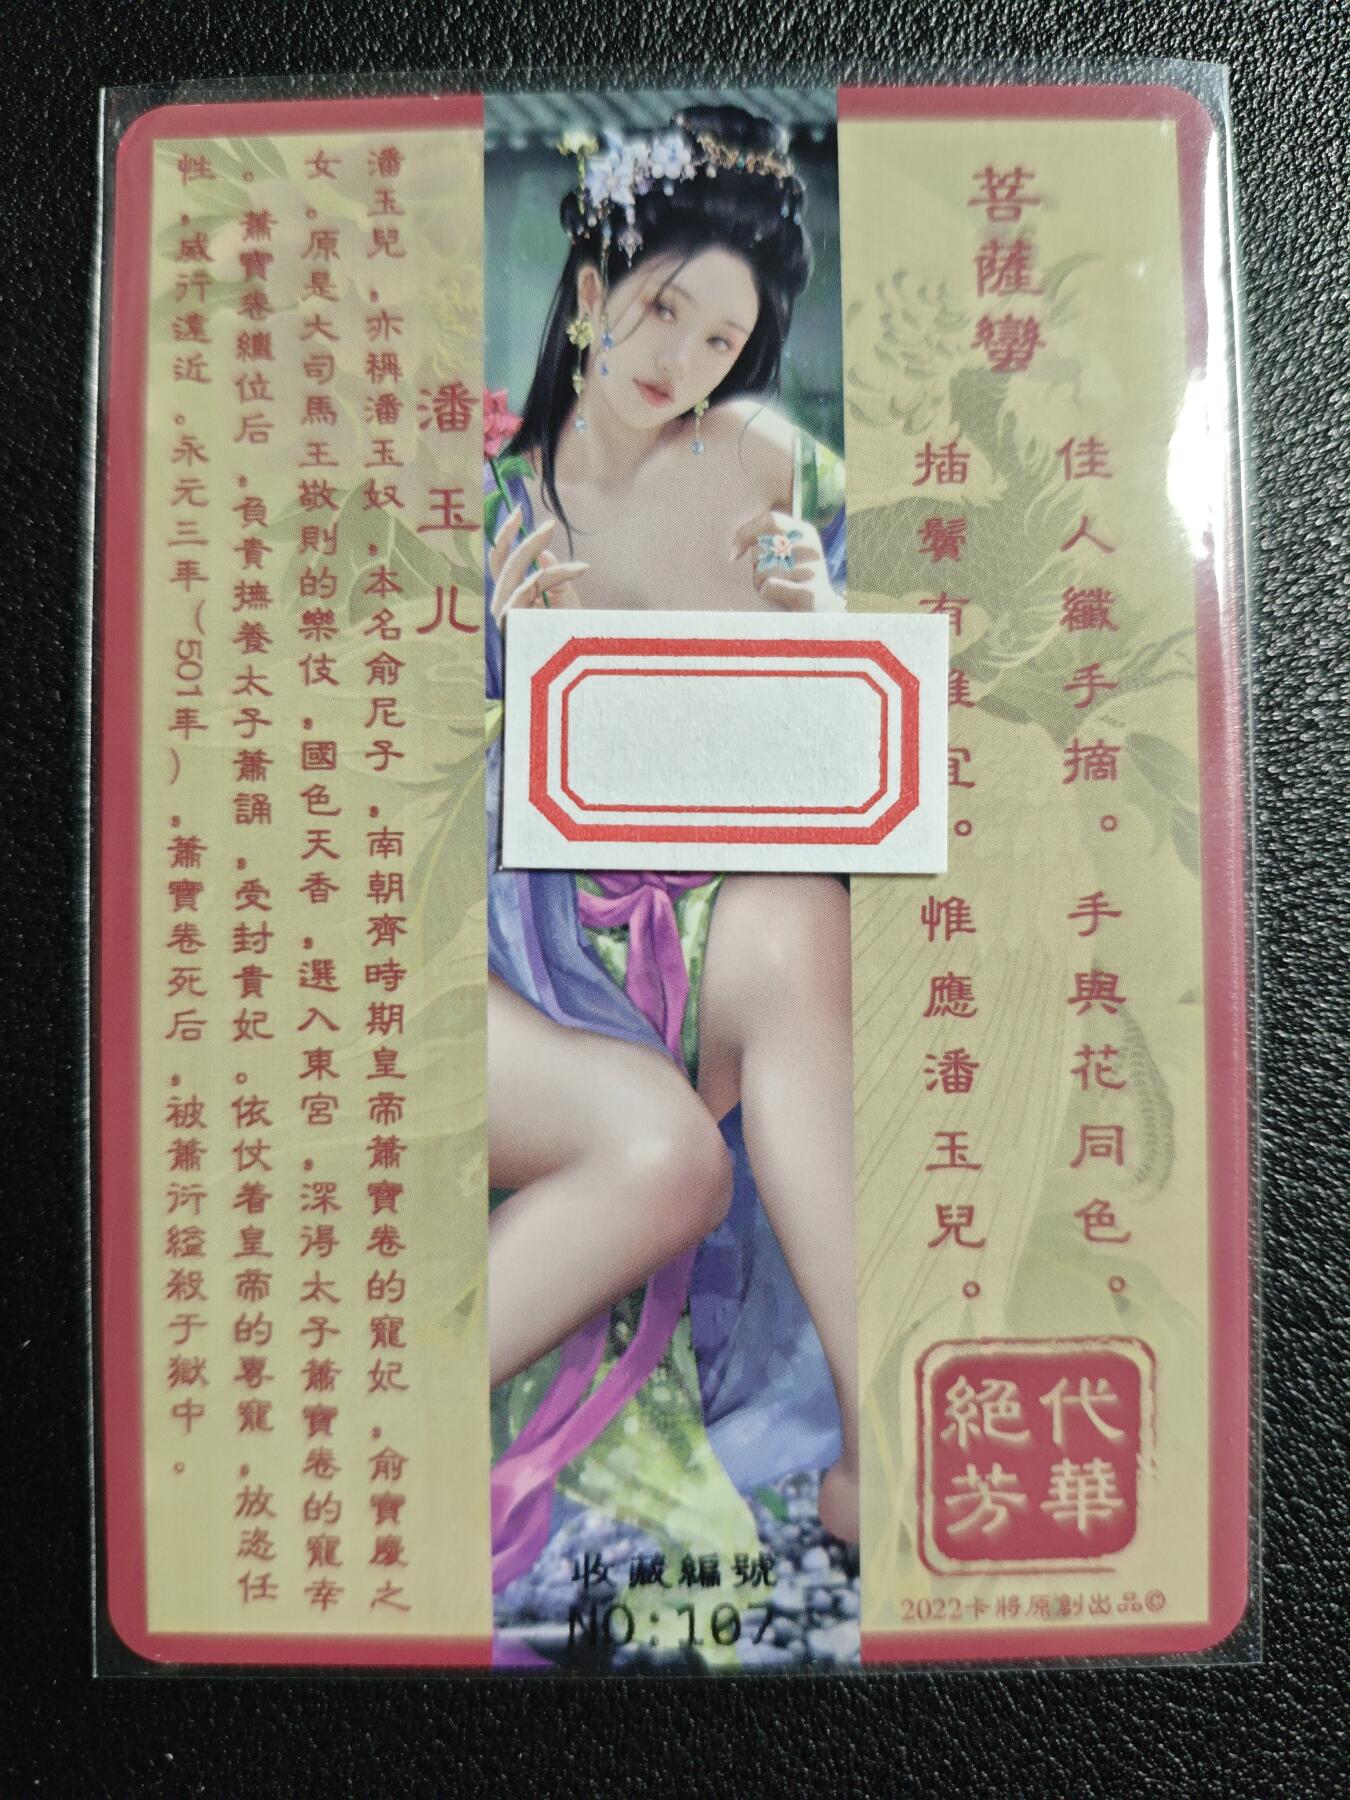 菩薩蠻
佳人纖手摘。手與花同色。
插鬢有誰宜。惟應潘玉兒。
代華
絕芳
2022卡將原創出品©
潘玉儿
潘玉兒,亦稱潘玉奴,本名俞尼子,南朝齊時期皇帝蕭寶卷的寵妃,俞寶慶之
女。原是大司馬王敬則的樂伎,國色天香,選入東宮,深得太子蕭寶卷的寵幸
。蕭寶卷繼位后,負責撫養太子蕭誦,受封貴妃。依仗着皇帝的專寵,放恣任
性,威行遠近。永元三年(501年),蕭寶卷死后,被蕭衍縊殺于獄中。
收藏編號
NO:107